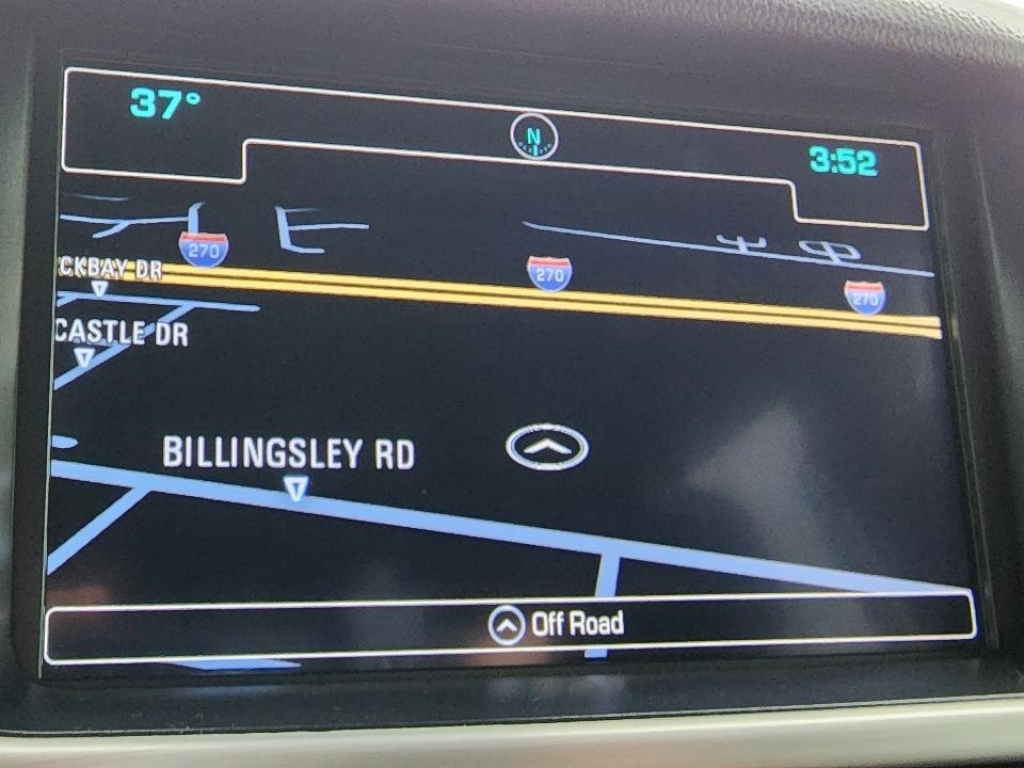 37°
N
3:52
270
270
270
CKBAY DR
CASTLE DR
BILLINGSLEY RD
Off Road